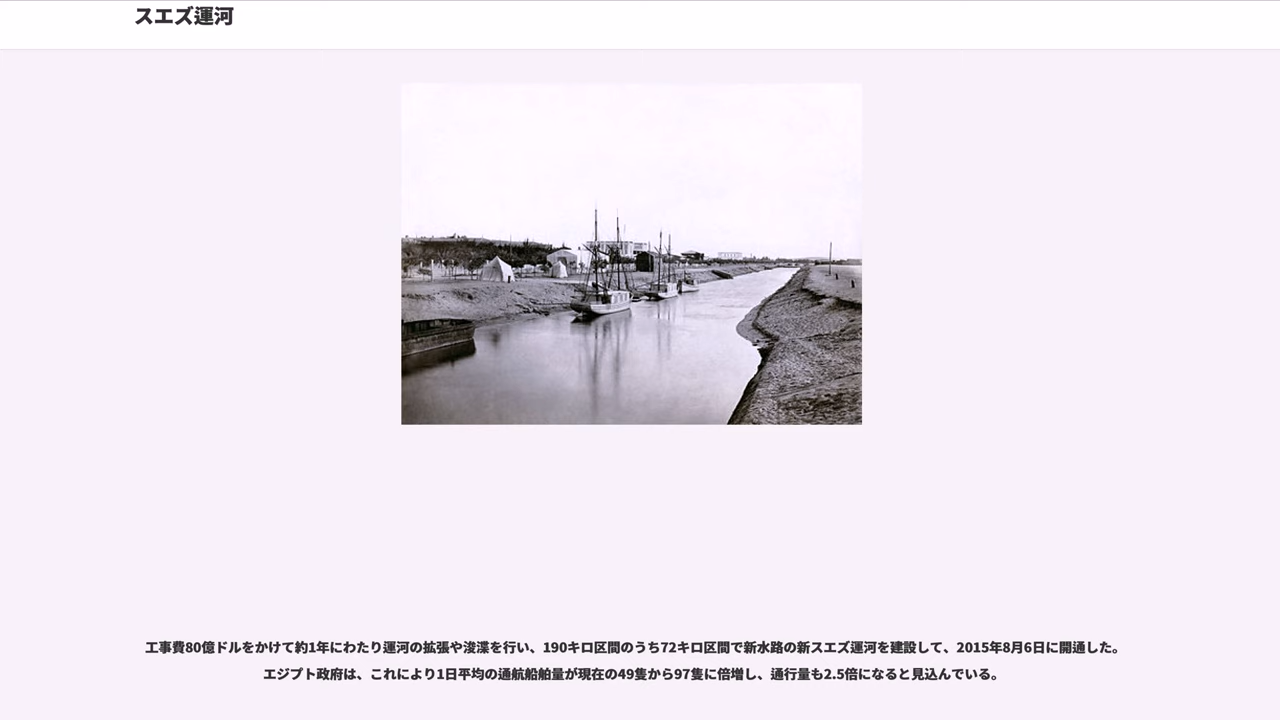 スエズ運河
工事費80億ドルをかけて約1年にわたり運河の拡張や浚渫を行い、190キロ区間のうち72キロ区間で新水路の新スエズ運河を建設して、2015年8月6日に開通した。
エジプト政府は、これにより1日平均の通航船舶量が現在の49隻から97隻に倍増し、通行量も2.5倍になると見込んでいる。